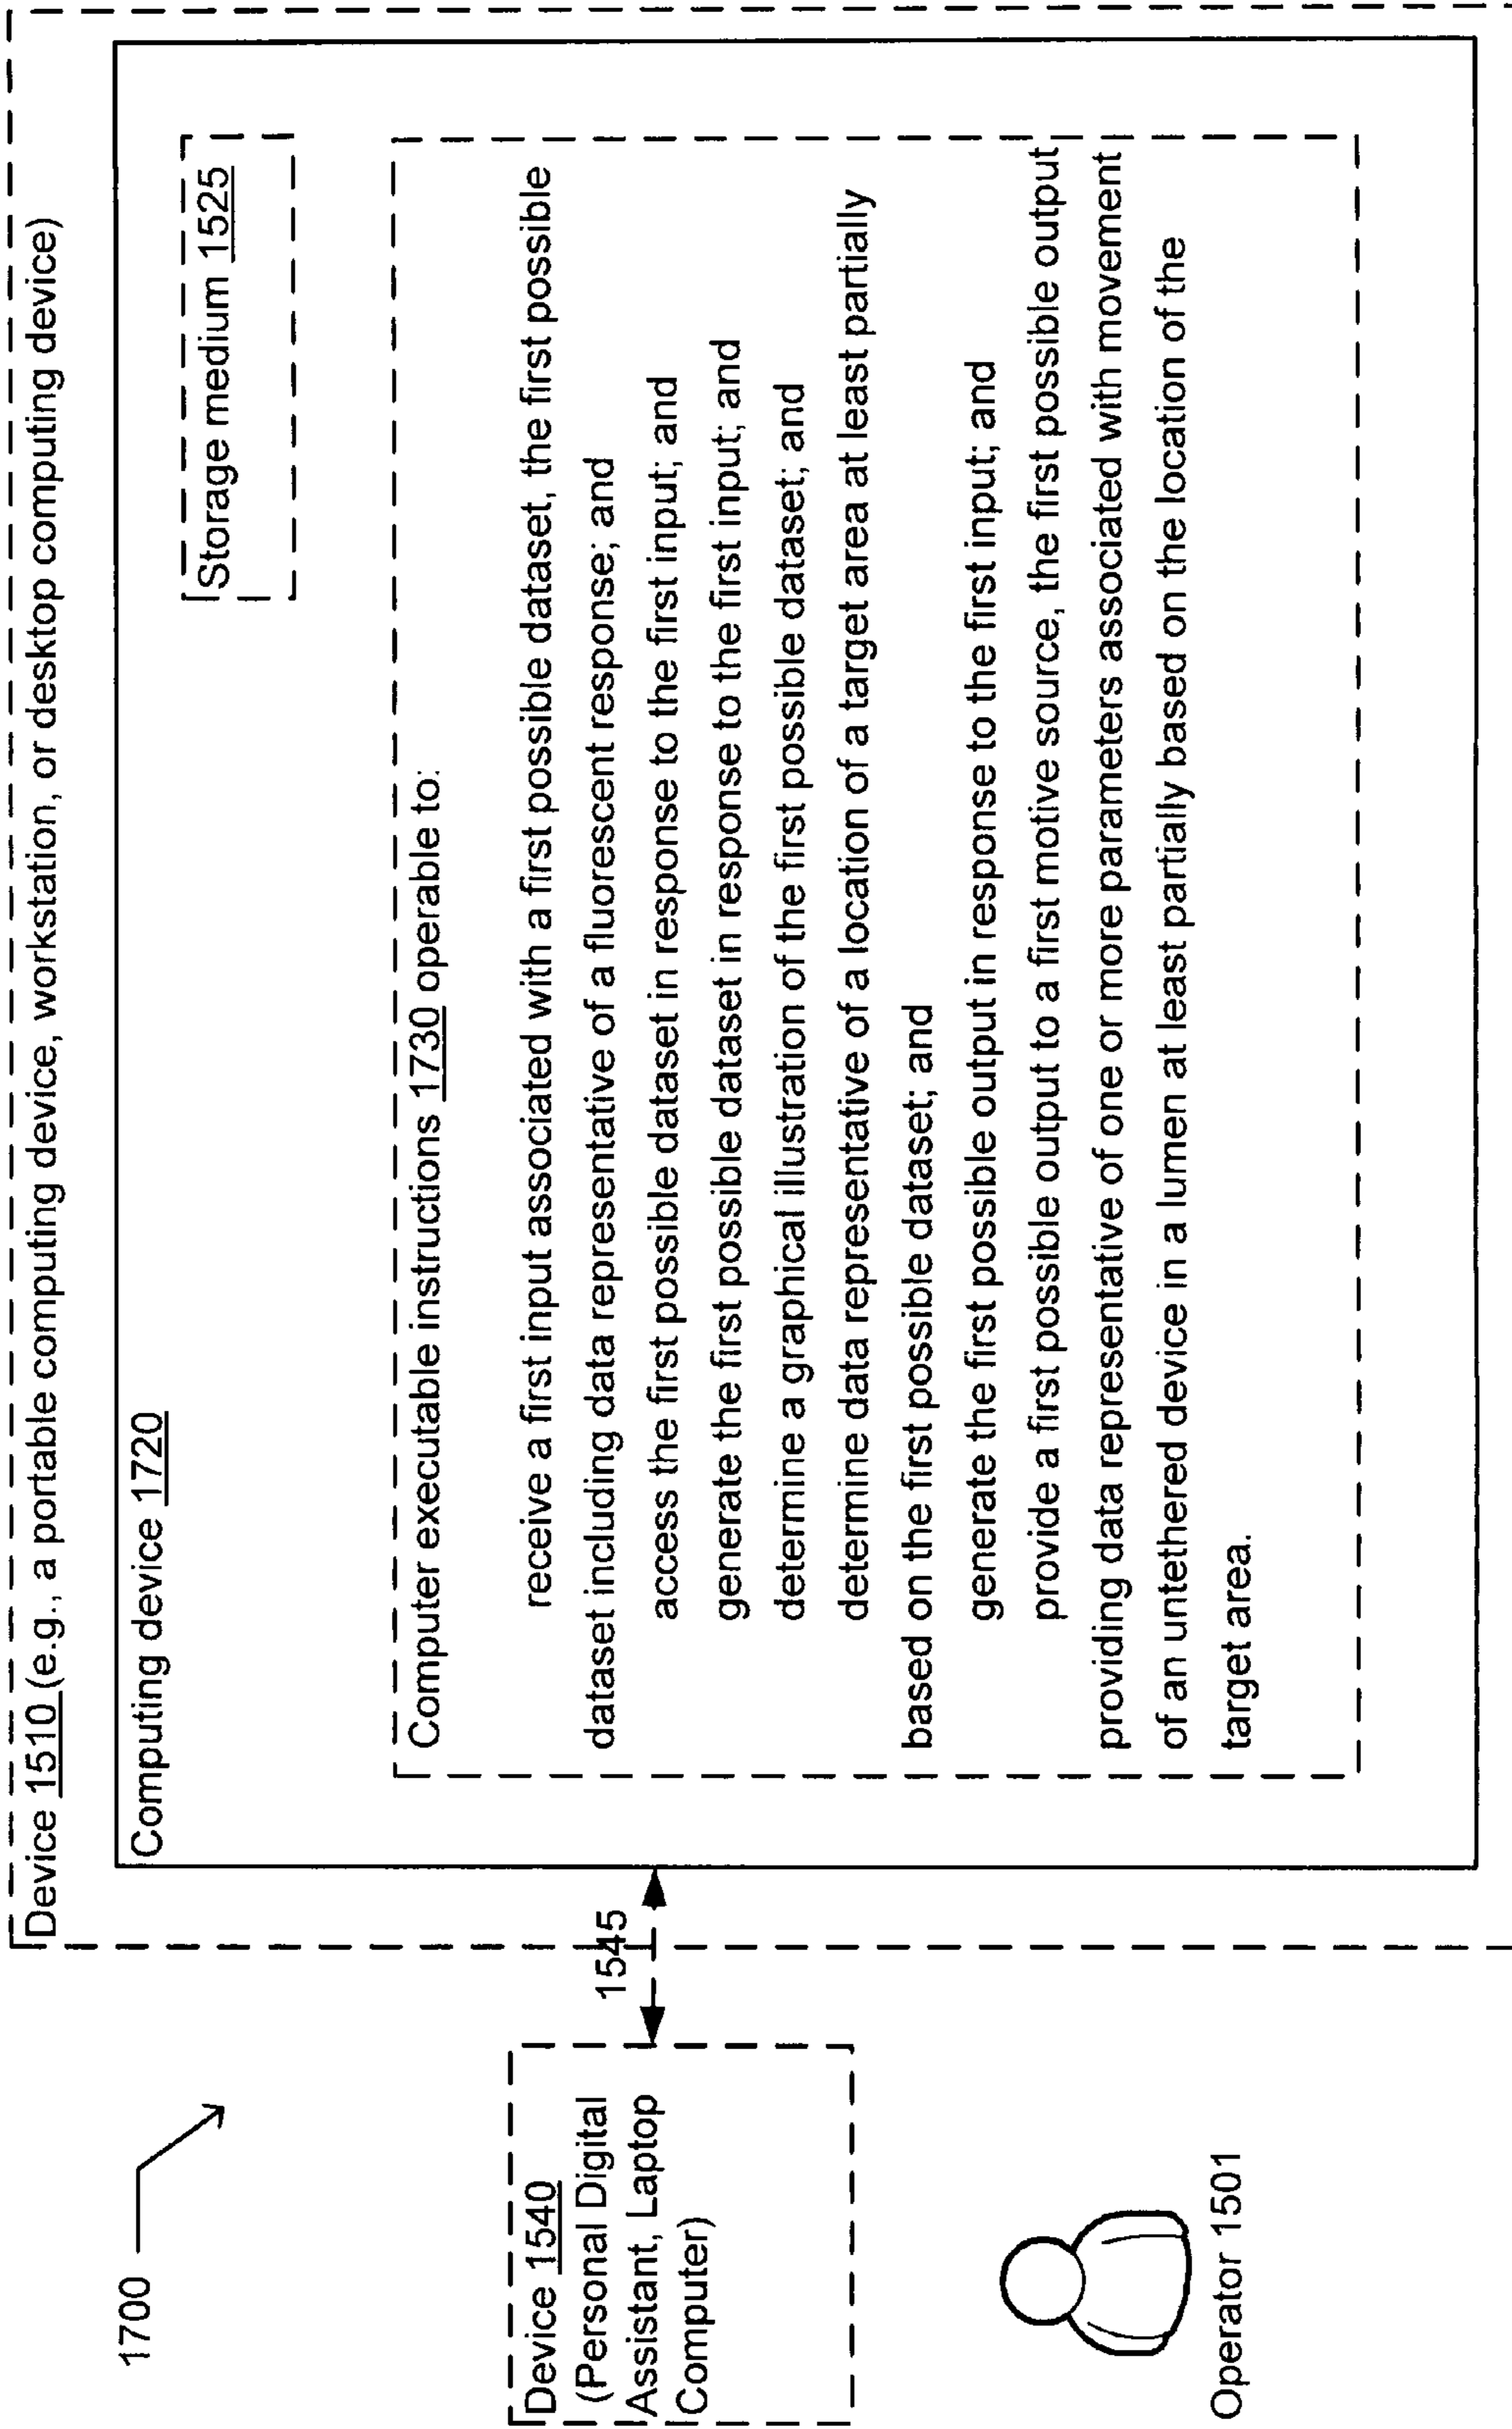 1700
Device 1510 (e.g., a portable computing device, workstation, or desktop computing device)
Computing device 1720
Storage medium 1525
Computer executable instructions 1730 operable to:
receive a first input associated with a first possible dataset, the first possible
dataset including data representative of a fluorescent response; and
access the first possible dataset in response to the first input; and
generate the first possible dataset in response to the first input; and
determine a graphical illustration of the first possible dataset; and
determine data representative of a location of a target area at least partially
based on the first possible dataset; and
generate the first possible output in response to the first input; and
provide a first possible output to a first motive source, the first possible output
providing data representative of one or more parameters associated with movement
of an untethered device in a lumen at least partially based on the location of the
target area.
1545
Device 1540
(Personal Digital
Assistant, Laptop
Computer)
Operator 1501